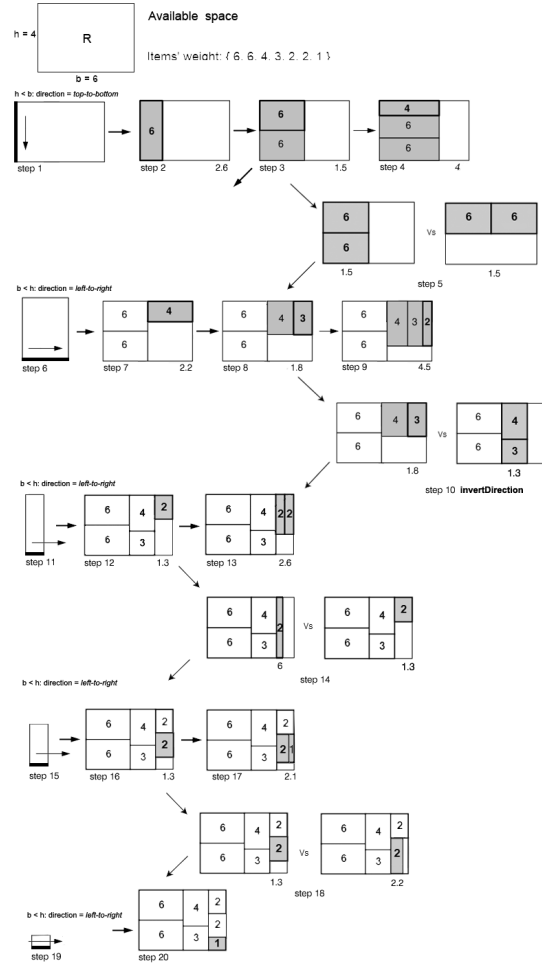 Available space
h = 4
R
Items' weight: { 6, 6, 4, 3, 2, 2, 1 }
b = 6
h < b: direction = top-to-bottom
6
6
6
4
6
6
step 1
step 2
2.6
step 3
1.5
step 4
4
6
6
Vs
6
6
1.5
1.5
step 5
b < h: direction = left-to-right
6
4
6
6
4
3
6
6
4
3
2
6
step 6
step 7
2.2
step 8
1.8
step 9
4.5
6
4
3
6
Vs
6
4
6
3
1.8
1.3
step 10 invertDirection
b < h: direction = left-to-right
6
4
2
6
3
6
4
2
2
6
3
step 11
step 12
1.3
step 13
2.6
6
4
2
6
3
Vs
6
4
2
6
3
6
1.3
step 14
b < h: direction = left-to-right
6
4
2
6
3
2
6
4
2
6
3
2
1
step 15
step 16
1.3
step 17
2.1
6
4
2
6
3
2
Vs
6
4
2
6
3
2
1.3
2.2
step 18
b < h: direction = left-to-right
6
4
2
6
3
2
1
step 19
step 20